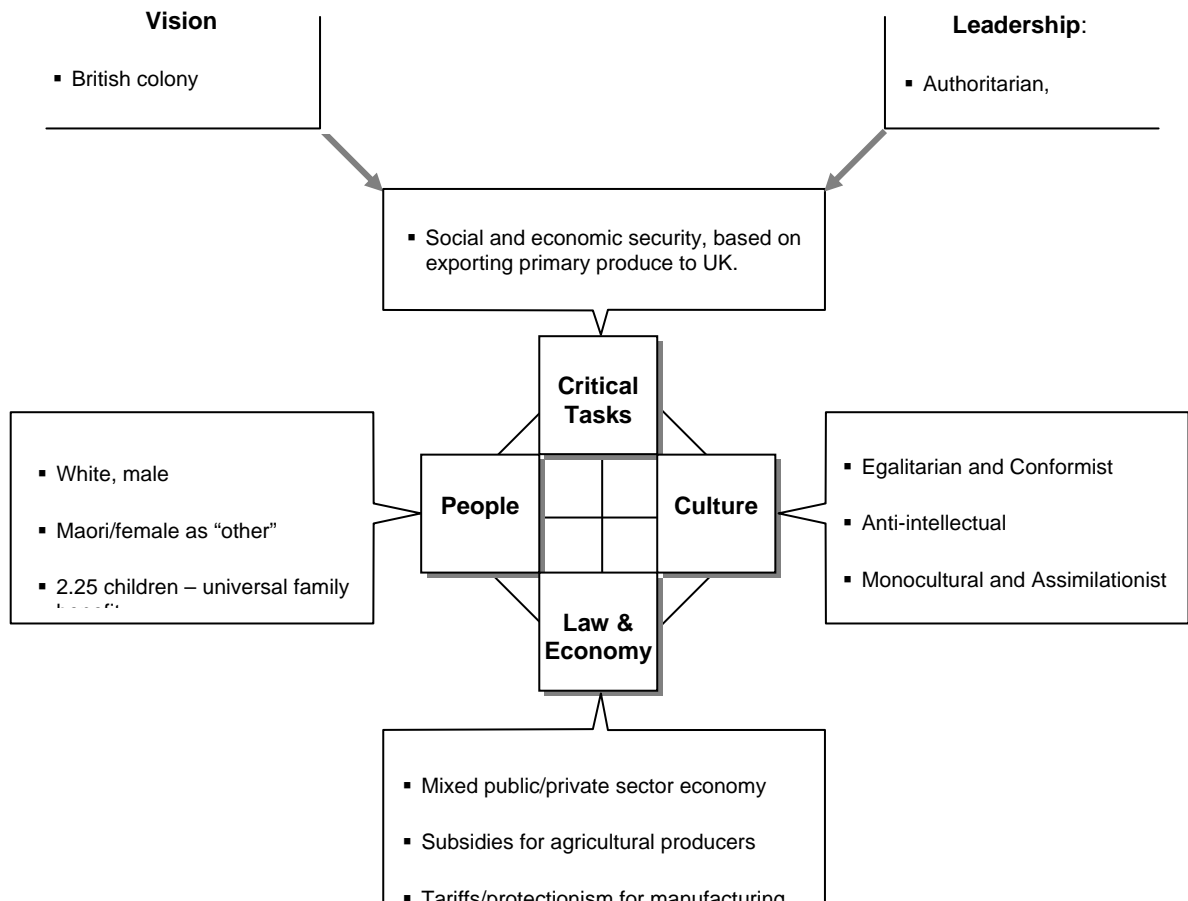 Vision
▪ British colony
Leadership:
▪ Authoritarian,
▪ Social and economic security, based on
exporting primary produce to UK.
Critical
Tasks
▪ White, male
▪ Maori/female as “other”
▪ 2.25 children – universal family
People
Culture
▪ Egalitarian and Conformist
▪ Anti-intellectual
▪ Monocultural and Assimilationist
Law &
Economy
▪ Mixed public/private sector economy
▪ Subsidies for agricultural producers
▪ Tariffs/protectionism for manufacturing